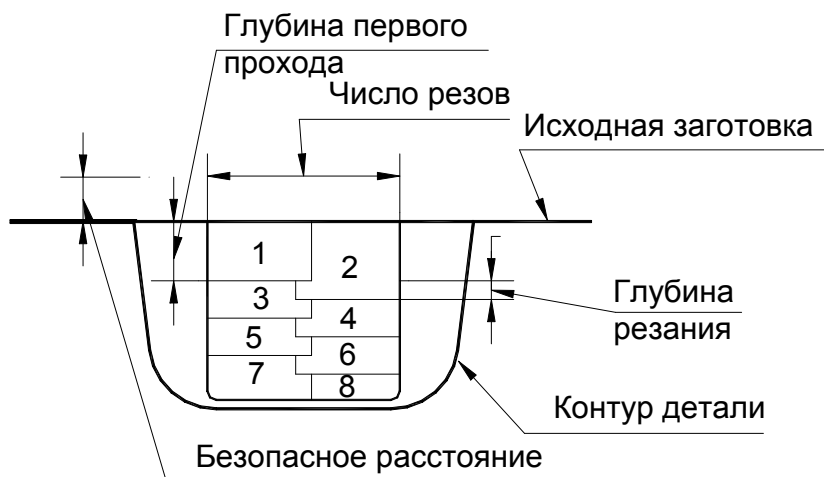 Глубина первого
прохода
Число резов
Исходная заготовка
1
2
3
4
5
6
7
8
Глубина
резания
Контур детали
Безопасное расстояние